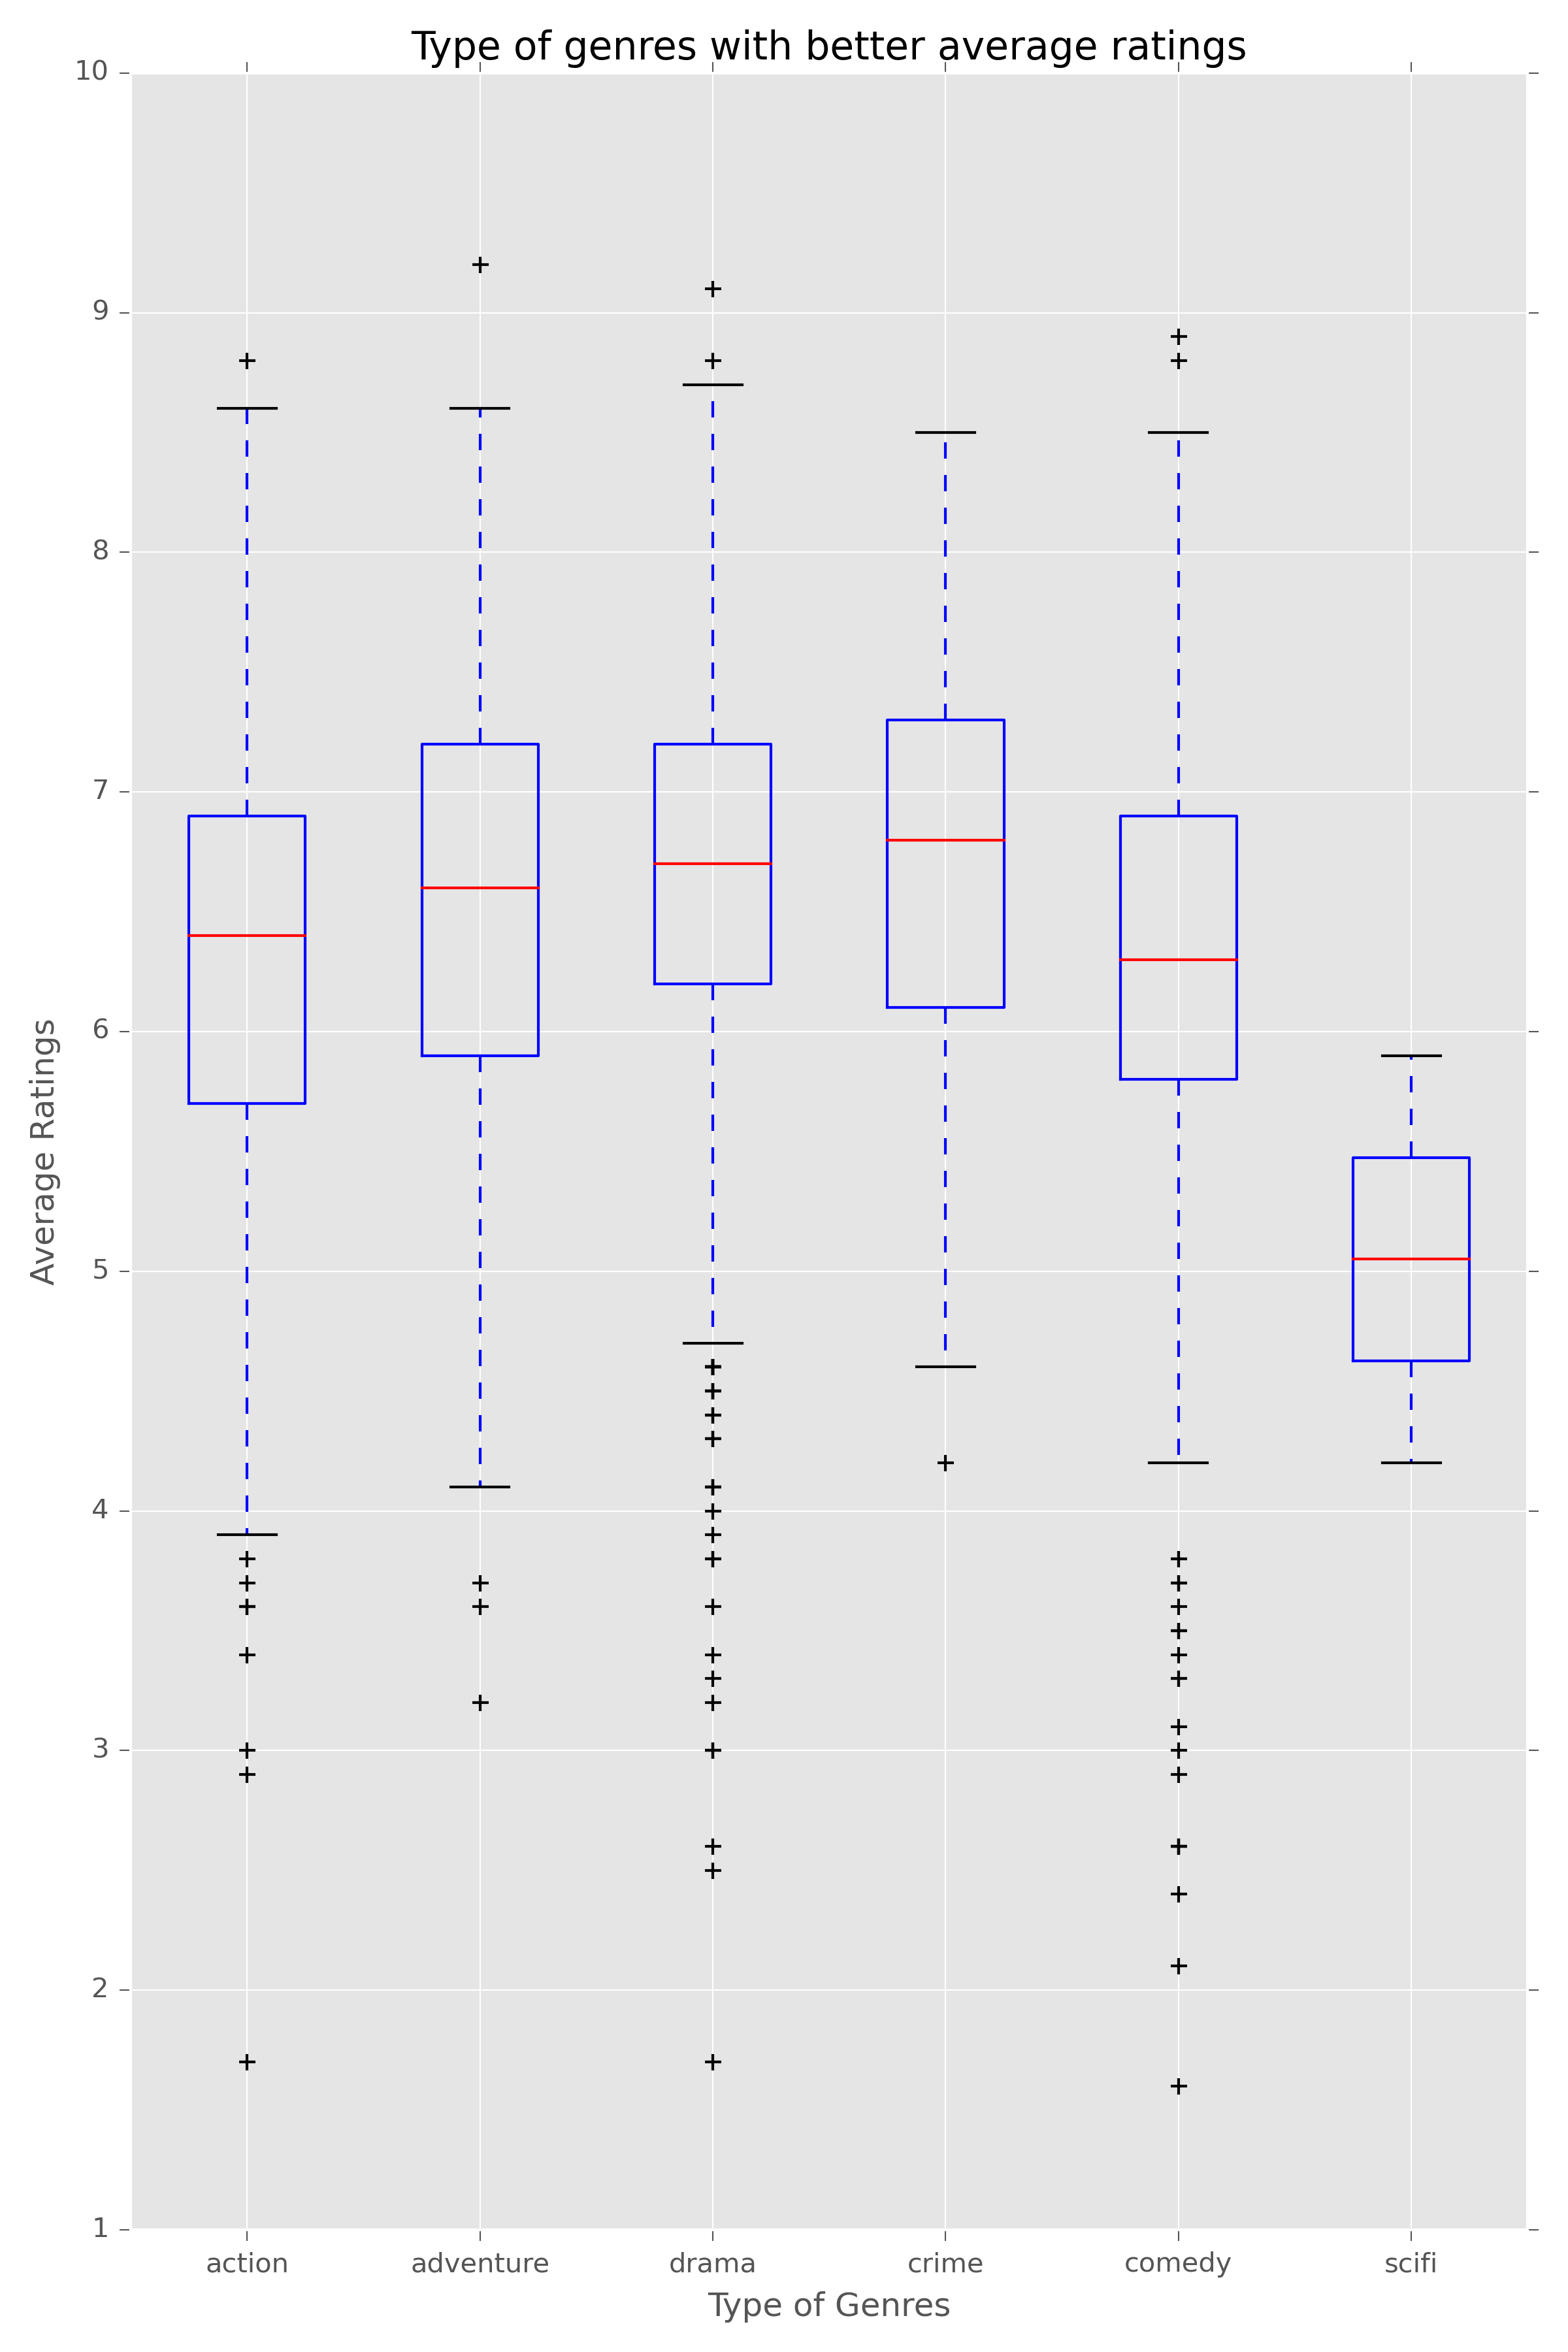 Type of genres with better average ratings
10
9
8
7
6
5
4
3
2
1
Average Ratings
action adventure drama crime comedy scifi
Type of Genres